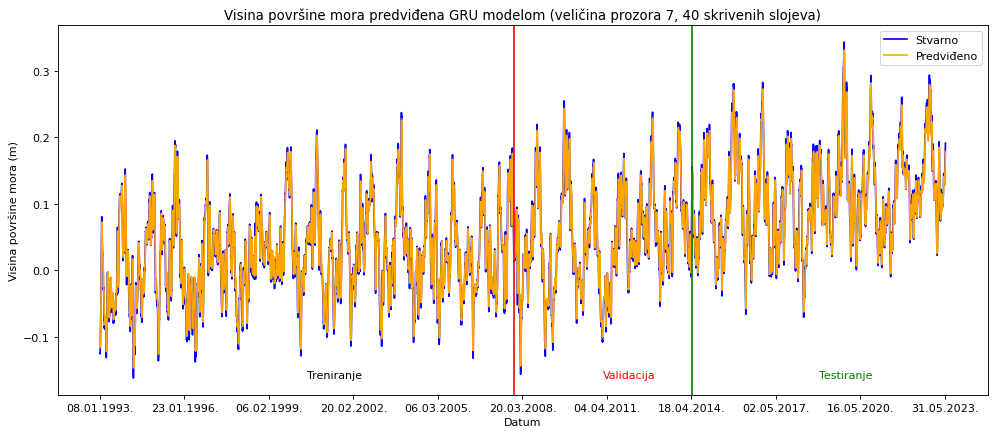 Visina površine mora predviđena GRU modelom (veličina prozora 7, 40 skrivenih slojeva)
Stvarno
Predviđeno
Visina površine mora (m)
0.3
0.2
0.1
0.0
−0.1
Treniranje
Validacija
Testiranje
08.01.1993.
23.01.1996.
06.02.1999.
20.02.2002.
06.03.2005.
20.03.2008.
04.04.2011.
18.04.2014.
02.05.2017.
16.05.2020.
31.05.2023.
Datum